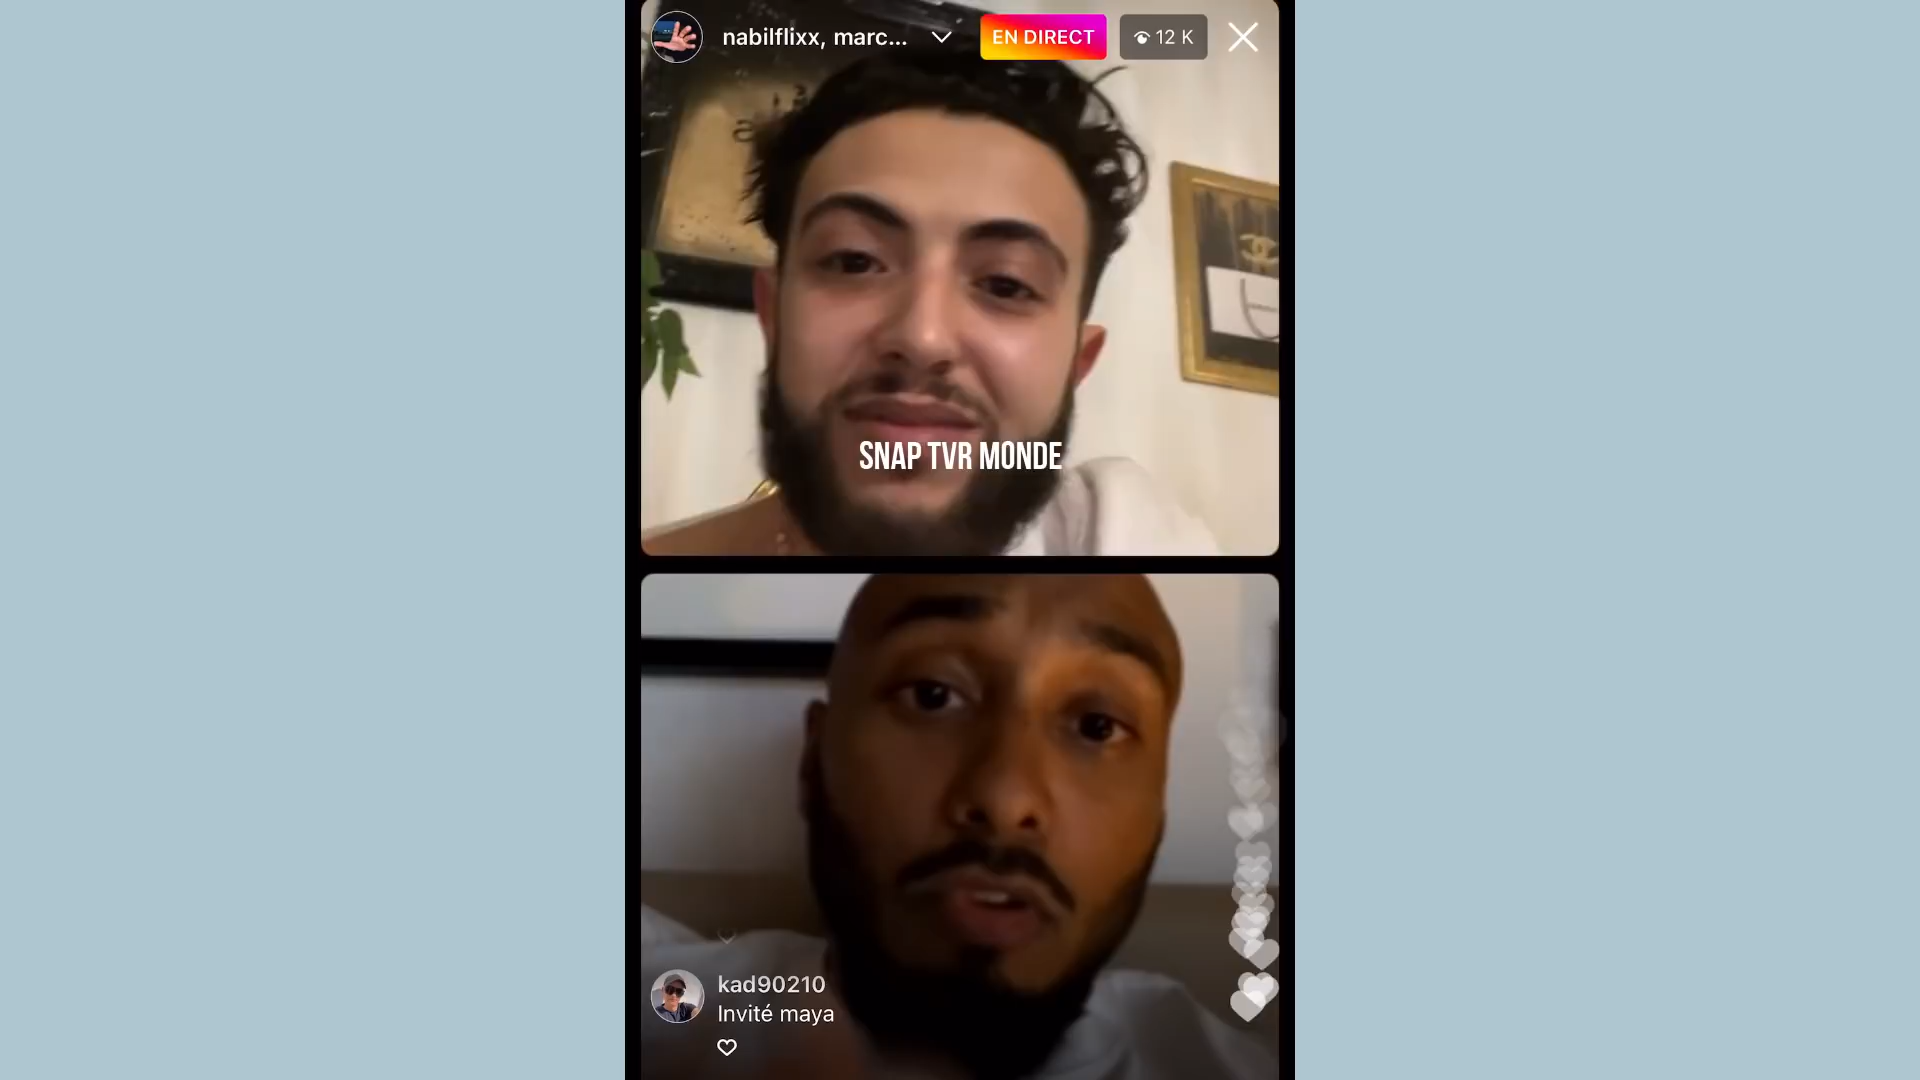 nabilflixx, marc...
EN DIRECT
12 K
SNAP TVR MONDE
kad90210
Invité maya